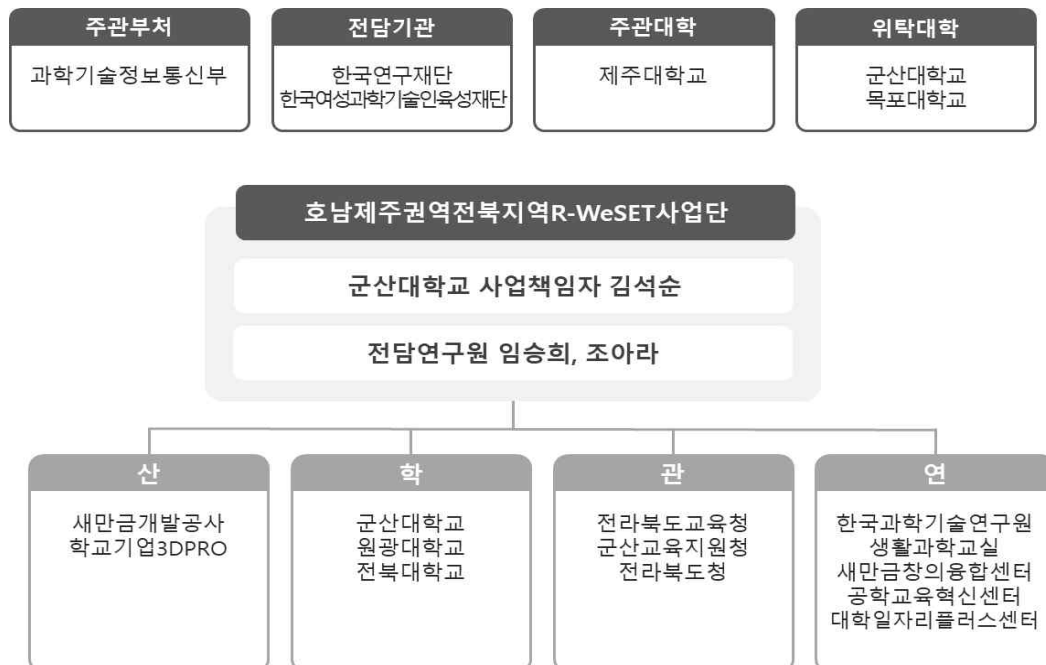 주관부처
과학기술정보통신부
전담기관
한국연구재단
한국여성과학기술인육성재단
주관대학
제주대학교
위탁대학
군산대학교
목포대학교
호남제주권역전북지역R-WeSET사업단
군산대학교 사업책임자 김석순
전담연구원 임승희, 조아라
산
새만금개발공사
학교기업3DPRO
학
군산대학교
원광대학교
전북대학교
관
전라북도교육청
군산교육지원청
전라북도청
연
한국과학기술연구원
생활과학교실
새만금창의융합센터
공학교육혁신센터
대학일자리플러스센터